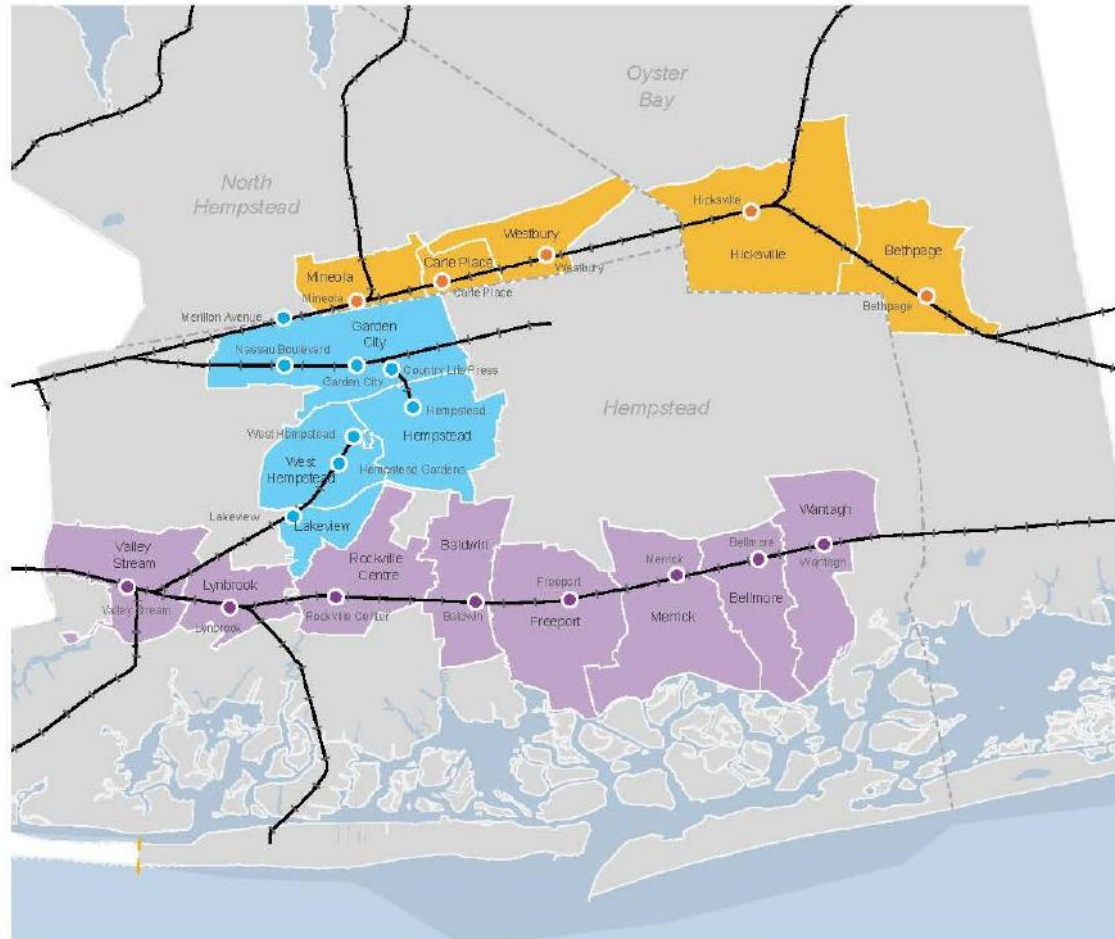 Oyster
Bay
North
Hempstead
Hicksville
Westbury
Hicksville
Bethpage
Carle Place
Westbury
Mineola
Carle Place
Mineola
Bethpage
Merillon Avenue
Garden
City
Nassau Boulevard
Garden City
Country Life Press
Hempstead
Hempstead
West Hempstead
Hempstead
West
Hempstead
Hempstead Gardens
Lakeview
Lakeview
Wantagh
Valley
Stream
Rockville
Centre
Baldwin
Bellmore
Merrick
Wantagh
Lynbrook
Freeport
Bellmore
Valley Stream
Rockville Center
Baldwin
Freeport
Merrick
Lynbrook